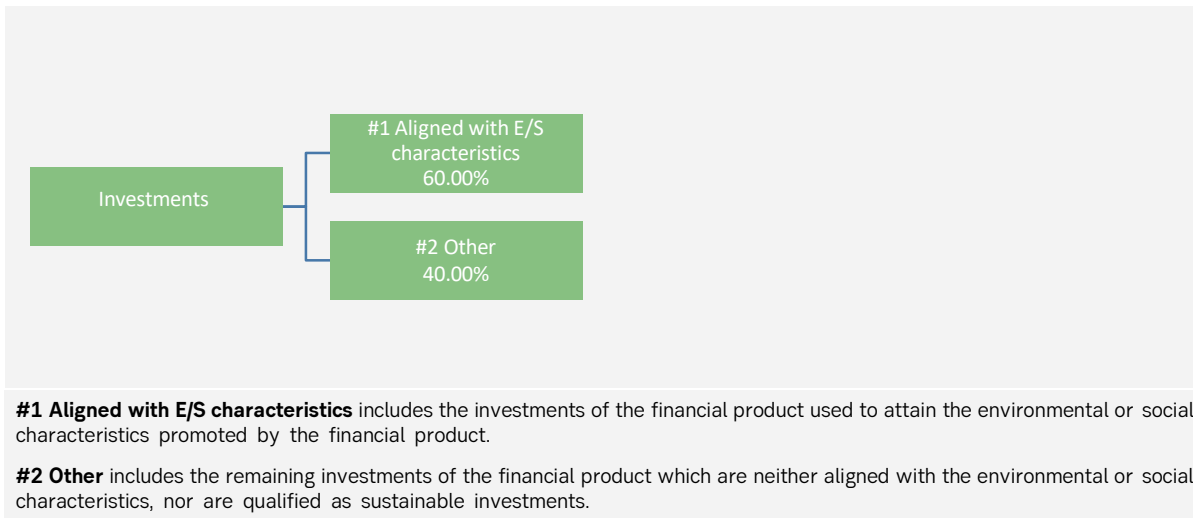 #1 Aligned with E/S
characteristics
60.00%
Investments
#2 Other
40.00%
#1 Aligned with E/S characteristics includes the investments of the financial product used to attain the environmental or social
characteristics promoted by the financial product.
#2 Other includes the remaining investments of the financial product which are neither aligned with the environmental or social
characteristics, nor are qualified as sustainable investments.